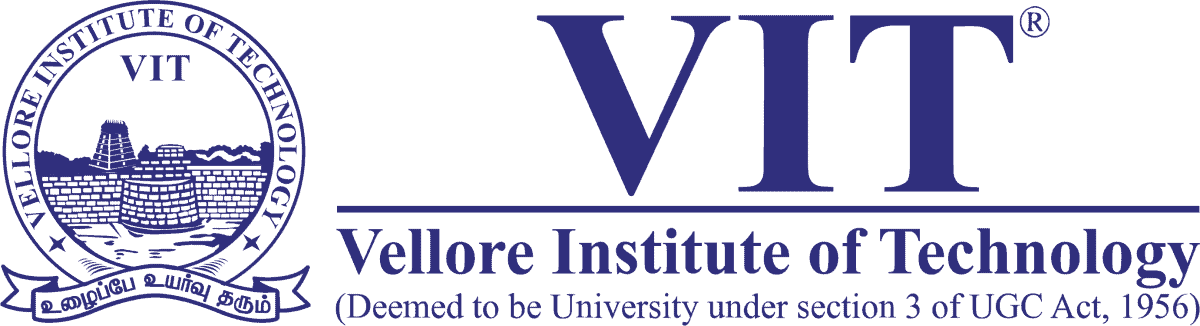 VELLORE INSTITUTE OF TECHNOLOGY
VIT
உழைப்பே உயர்வு தரும்
VIT®
Vellore Institute of Technology
(Deemed to be University under section 3 of UGC Act, 1956)